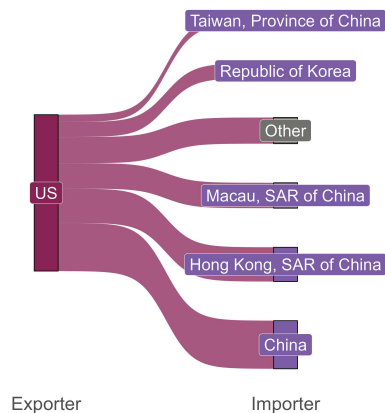 Taiwan, Province of China
Republic of Korea
Other
US
Macau, SAR of China
Hong Kong, SAR of China
China
Exporter
Importer